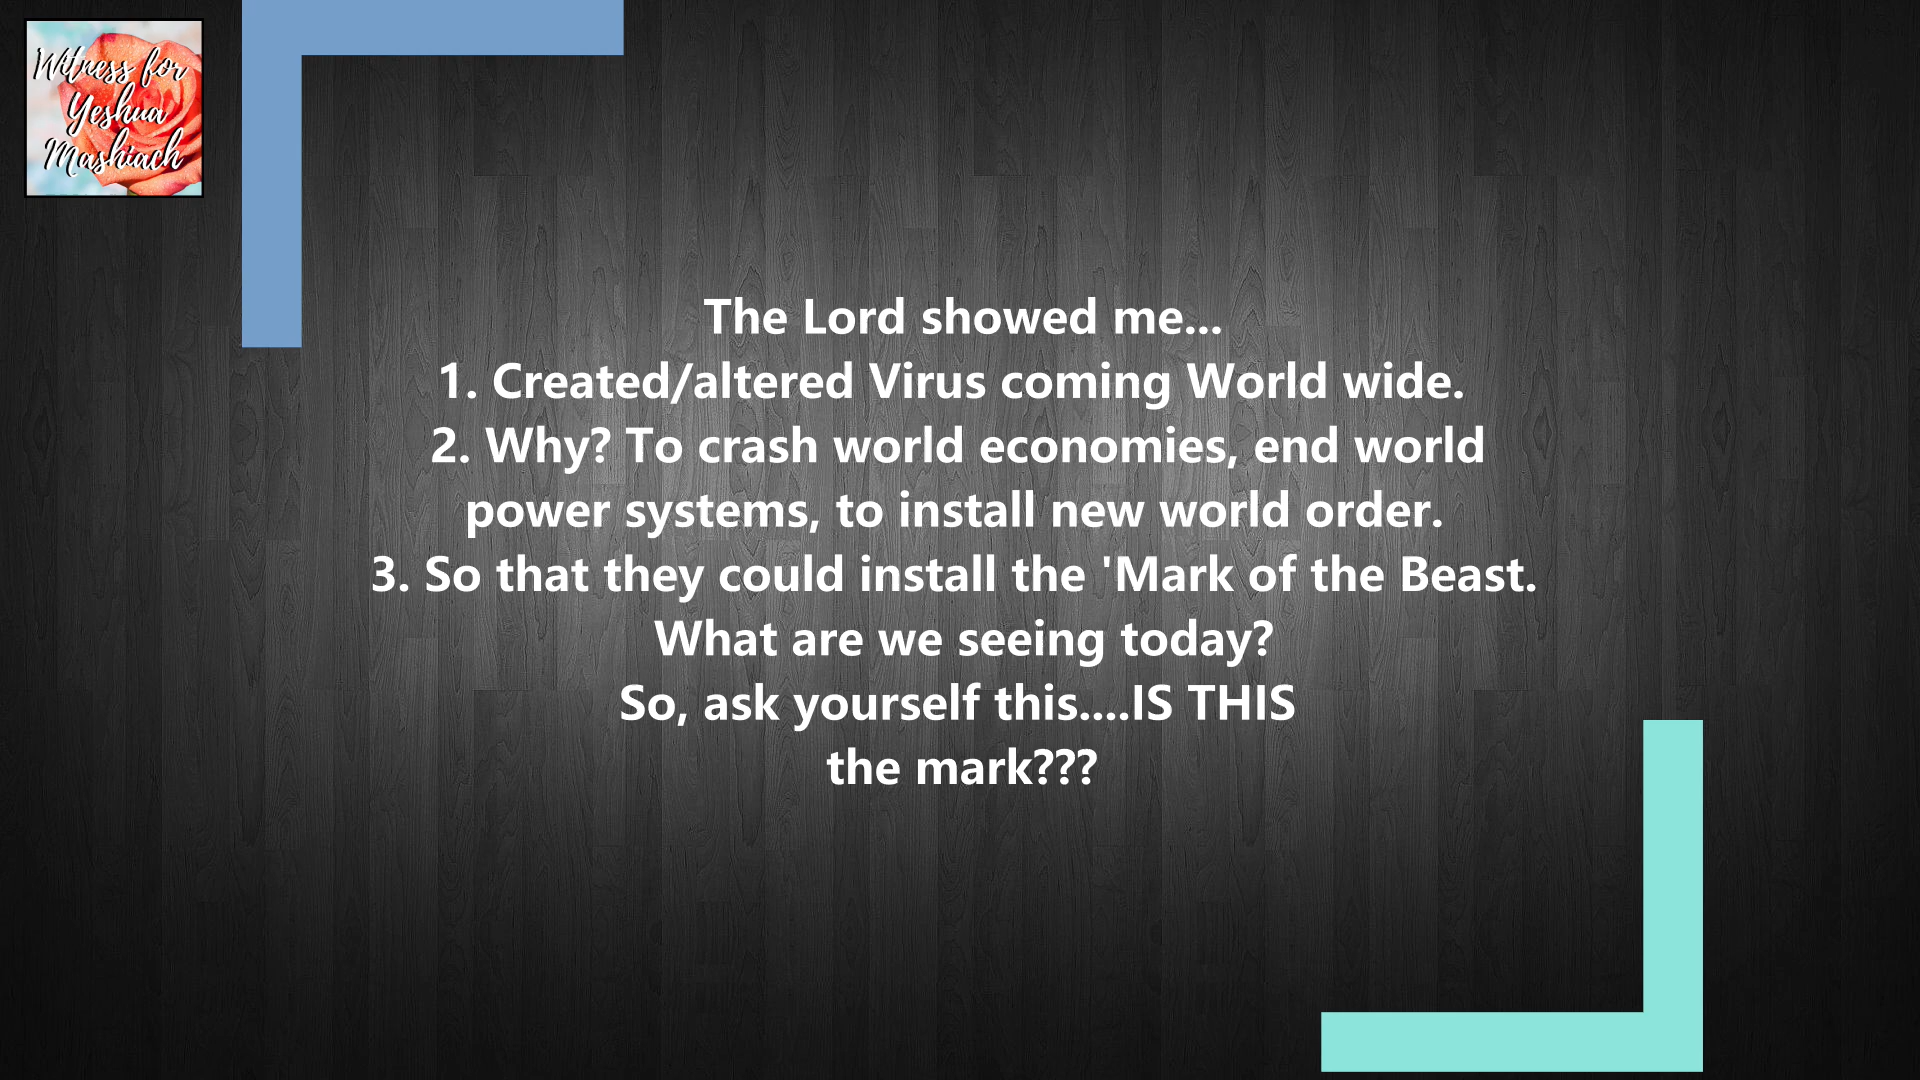 Witness for
Yeshua
Mashiach
The Lord showed me...
1. Created/altered Virus coming World wide.
2. Why? To crash world economies, end world
power systems, to install new world order.
3. So that they could install the 'Mark of the Beast.
What are we seeing today?
So, ask yourself this....IS THIS
the mark???